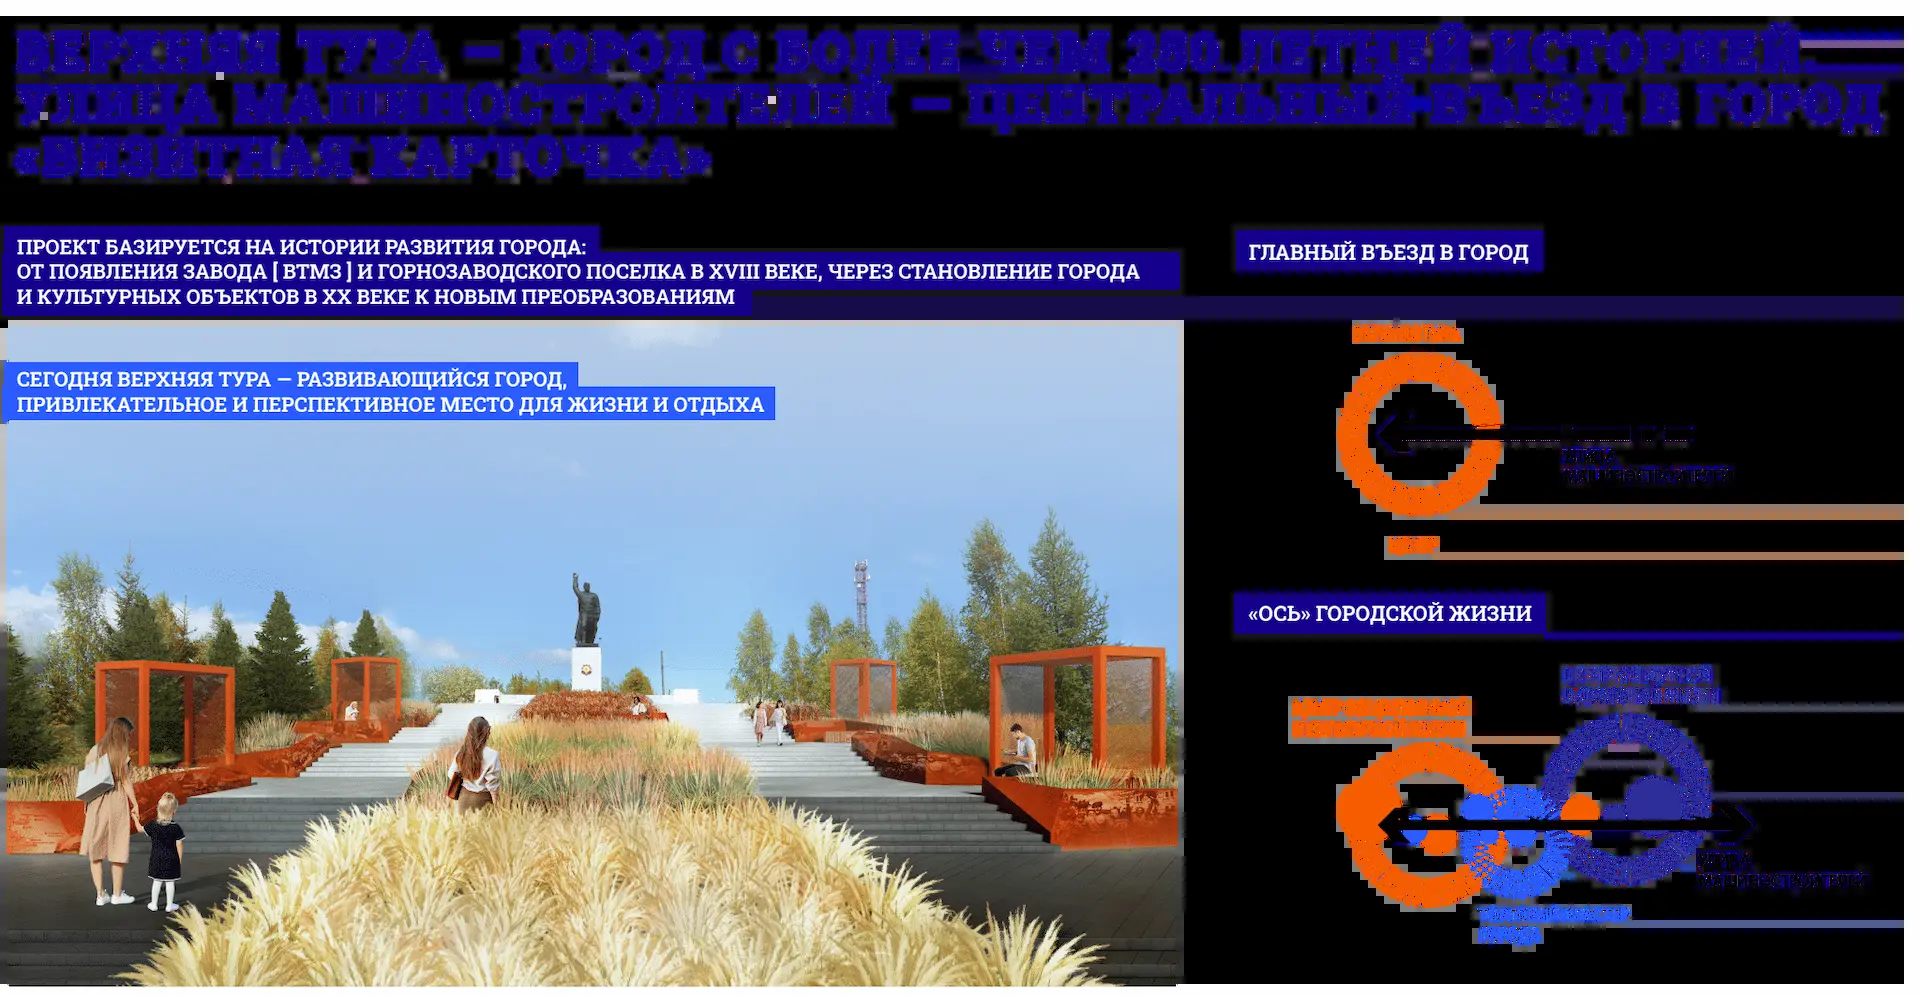 ВЕРХНЯЯ ТУРА — ГОРОД С БОЛЕЕ ЧЕМ 280 ЛЕТНЕЙ ИСТОРИЕЙ.
УЛИЦА МАШИНОСТРОИТЕЛЕЙ — ЦЕНТРАЛЬНЫЙ ВЪЕЗД В ГОРОД
«ВИЗИТНАЯ КАРТОЧКА»
ПРОЕКТ БАЗИРУЕТСЯ НА ИСТОРИИ РАЗВИТИЯ ГОРОДА:
ОТ ПОЯВЛЕНИЯ ЗАВОДА [ ВТМЗ ] И ГОРНОЗАВОДСКОГО ПОСЕЛКА В XVIII ВЕКЕ, ЧЕРЕЗ СТАНОВЛЕНИЕ ГОРОДА
И КУЛЬТУРНЫХ ОБЪЕКТОВ В XX ВЕКЕ К НОВЫМ ПРЕОБРАЗОВАНИЯМ
СЕГОДНЯ ВЕРХНЯЯ ТУРА — РАЗВИВАЮЩИЙСЯ ГОРОД,
ПРИВЛЕКАТЕЛЬНОЕ И ПЕРСПЕКТИВНОЕ МЕСТО ДЛЯ ЖИЗНИ И ОТДЫХА
ГЛАВНЫЙ ВЪЕЗД В ГОРОД
«ОСЬ» ГОРОДСКОЙ ЖИЗНИ